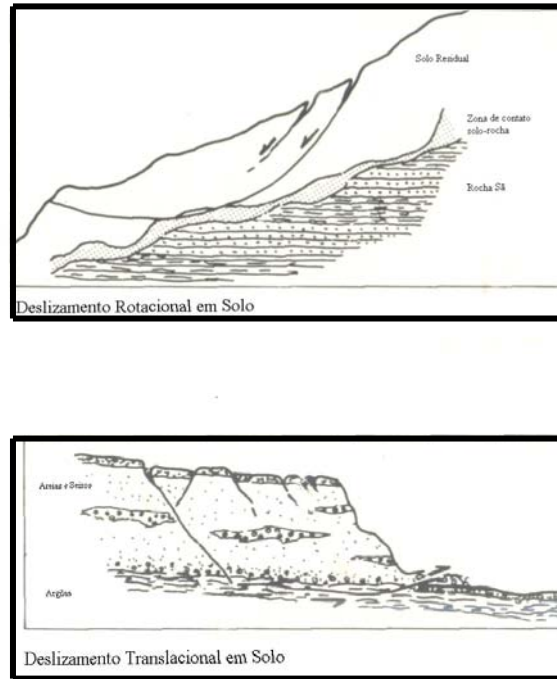 Solo Residual
Zona de contato
solo-rocha
Rocha Sã
Deslizamento Rotacional em Solo
Areias e Seixos
Argilas
Deslizamento Translacional em Solo